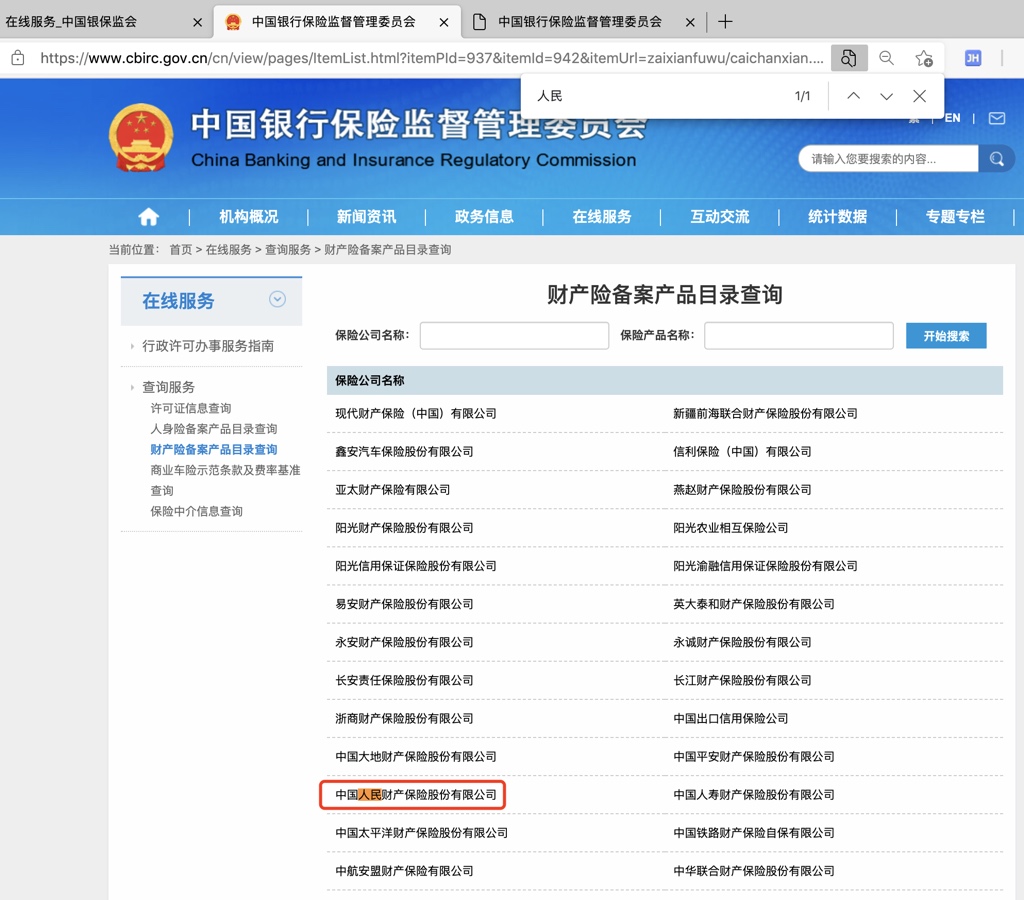 在线服务_中国银保监会
中国银行保险监督管理委员会
中国银行保险监督管理委员会
https://www.cbirc.gov.cn/cn/view/pages/ItemList.html?itemPId=937&itemId=942&itemUrl=zaixianfuwu/caichanxian....
JH
人民
1/1
中国银行保险监督管理委员会
China Banking and Insurance Regulatory Commission
繁 | EN |
请输入您要搜索的内容...
机构概况
新闻资讯
政务信息
在线服务
互动交流
统计数据
专题专栏
当前位置： 首页 > 在线服务 > 查询服务 > 财产险备案产品目录查询
在线服务
行政许可办事服务指南
查询服务
许可证信息查询
人身险备案产品目录查询
财产险备案产品目录查询
商业车险示范条款及费率基准
查询
保险中介信息查询
财产险备案产品目录查询
保险公司名称：
保险产品名称：
开始搜索
保险公司名称
现代财产保险（中国）有限公司
新疆前海联合财产保险股份有限公司
鑫安汽车保险股份有限公司
信利保险（中国）有限公司
亚太财产保险有限公司
燕赵财产保险股份有限公司
阳光财产保险股份有限公司
阳光农业相互保险公司
阳光信用保证保险股份有限公司
阳光渝融信用保证保险股份有限公司
易安财产保险股份有限公司
英大泰和财产保险股份有限公司
永安财产保险股份有限公司
永诚财产保险股份有限公司
长安责任保险股份有限公司
长江财产保险股份有限公司
浙商财产保险股份有限公司
中国出口信用保险公司
中国大地财产保险股份有限公司
中国平安财产保险股份有限公司
中国人民财产保险股份有限公司
中国人寿财产保险股份有限公司
中国太平洋财产保险股份有限公司
中国铁路财产保险自保有限公司
中航安盟财产保险有限公司
中华联合财产保险股份有限公司